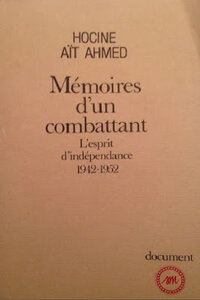 HOCINE
AÏT AHMED
Mémoires
d'un
combattant
L'esprit
d'indépendance
1942-1952
document